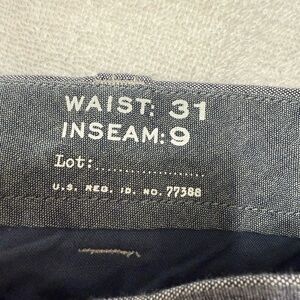 WAIST: 31
INSEAM: 9
Lot:....................
U.S. REG. ID. NO. 77388